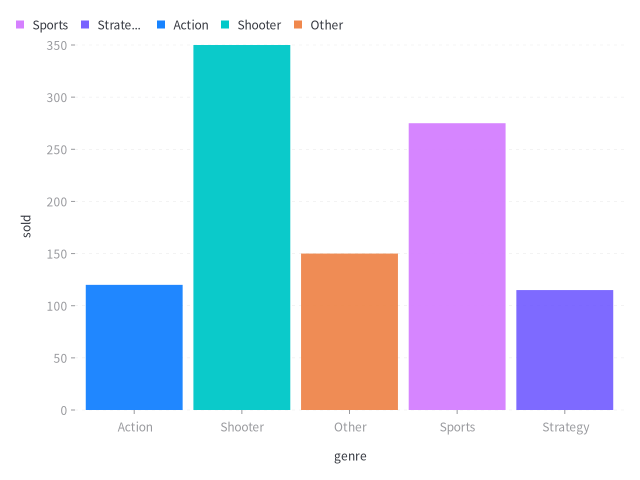 Sports Strate... Action Shooter Other
350
300
250
200
150
100
50
0
sold
Action Shooter Other Sports Strategy
genre